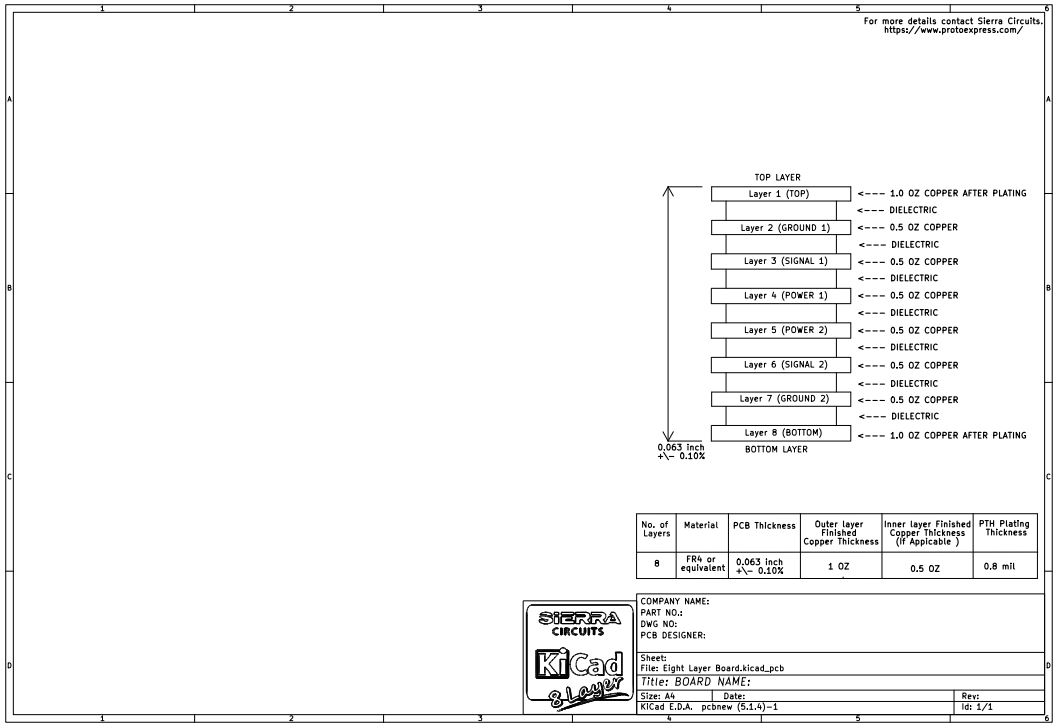 1 2 3 4 5 6
For more details contact Sierra Circuits.
https://www.protoexpress.com/
A A
TOP LAYER
Layer 1 (TOP) <--- 1.0 OZ COPPER AFTER PLATING
<--- DIELECTRIC
Layer 2 (GROUND 1) <--- 0.5 OZ COPPER
<--- DIELECTRIC
Layer 3 (SIGNAL 1) <--- 0.5 OZ COPPER
<--- DIELECTRIC
B B
Layer 4 (POWER 1) <--- 0.5 OZ COPPER
<--- DIELECTRIC
Layer 5 (POWER 2) <--- 0.5 OZ COPPER
<--- DIELECTRIC
Layer 6 (SIGNAL 2) <--- 0.5 OZ COPPER
<--- DIELECTRIC
Layer 7 (GROUND 2) <--- 0.5 OZ COPPER
<--- DIELECTRIC
Layer 8 (BOTTOM) <--- 1.0 OZ COPPER AFTER PLATING
BOTTOM LAYER
0.063 inch
+\- 0.10%
C C
No. of
Layers
Material
PCB Thickness
Outer layer
Finished
Copper Thickness
Inner layer Finished
Copper Thickness
(If Appicable )
PTH Plating
Thickness
8
FR4 or
equivalent
0.063 inch
+\- 0.10%
1 OZ
0.5 OZ
0.8 mil
SIERRA
CIRCUITS
KiCad
8 Layer
COMPANY NAME:
PART NO.:
DWG NO:
PCB DESIGNER:
D D
Sheet:
File: Eight Layer Board.kicad_pcb
Title: BOARD NAME:
Size: A4 Date: Rev:
KiCad E.D.A. pcbnew (5.1.4)-1 Id: 1/1
1 2 3 4 5 6